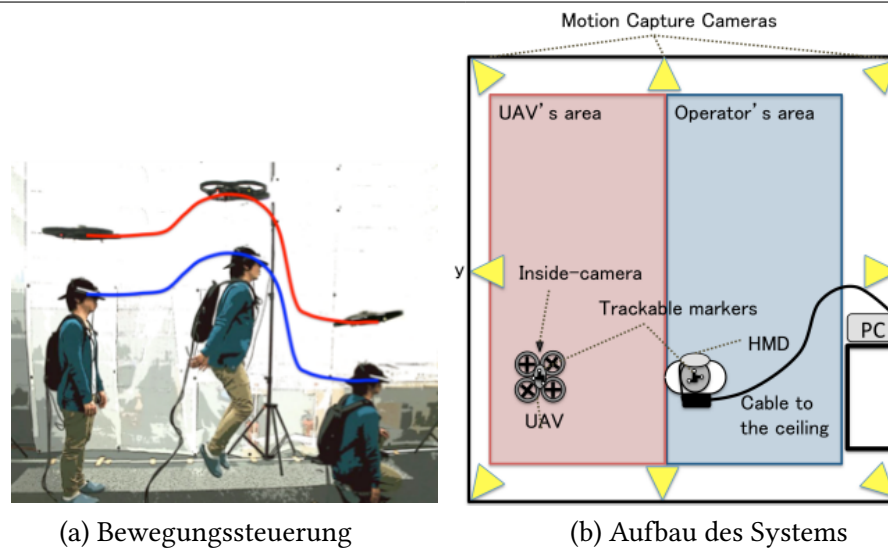 Motion Capture Cameras
UAV's area
Operator's area
y
Inside-camera
Trackable markers
PC
HMD
UAV
Cable to
the ceiling
(a) Bewegungssteuerung
(b) Aufbau des Systems